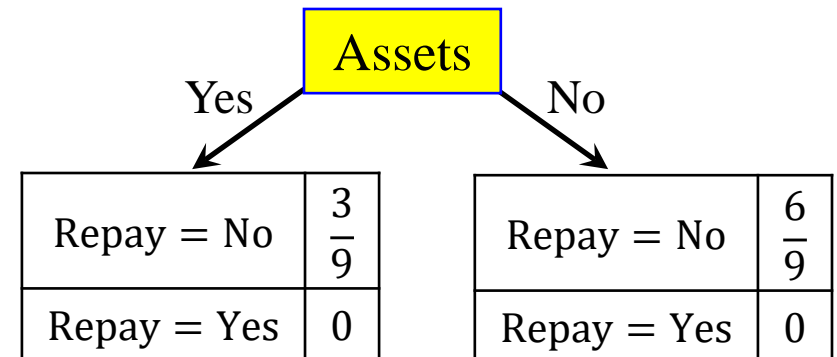 Assets
Yes
No
Repay = No 3/9
Repay = Yes 0
Repay = No 6/9
Repay = Yes 0